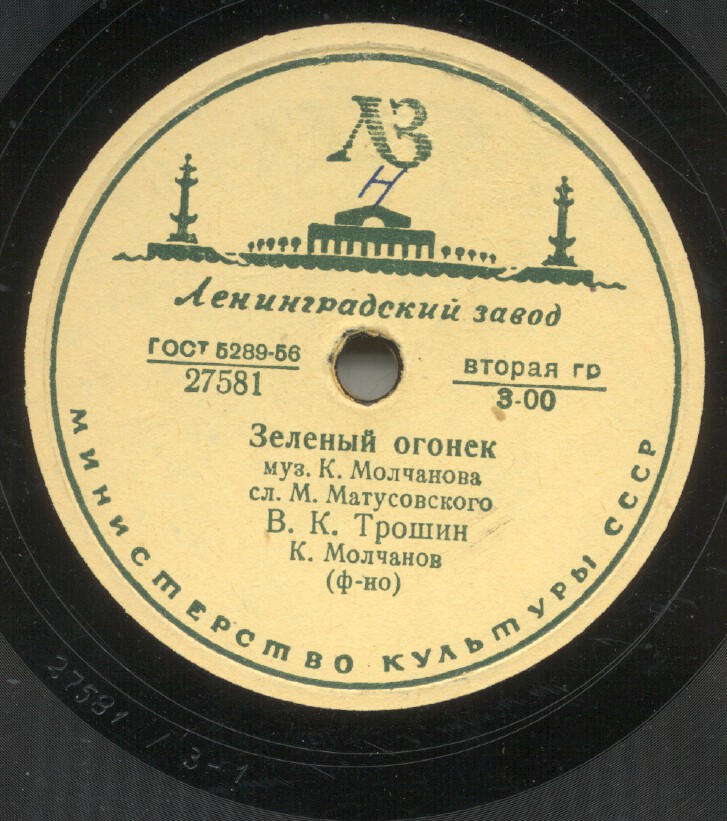 ЛЗ
Н
Ленинградский завод
ГОСТ 5289-56
27581
вторая гр
3-00
Зеленый огонек
муз. К. Молчанова
сл. М. Матусовского
В. К. Трошин
К. Молчанов
(ф-но)
МИНИСТЕРСТВО КУЛЬТУРЫ СССР
27581 / 3-1